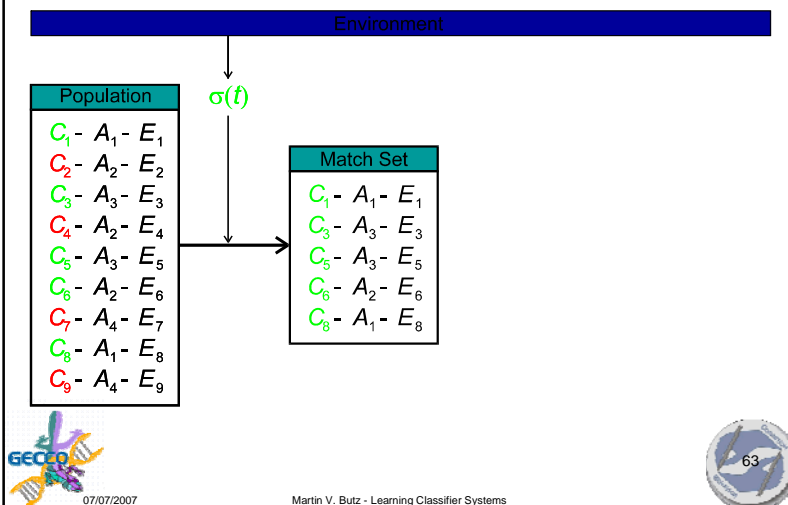 Environment
Population
σ(t)
C₁ - A₁ - E₁
C₂ - A₂ - E₂
C₃ - A₃ - E₃
C₄ - A₂ - E₄
C₅ - A₃ - E₅
C₆ - A₂ - E₆
C₇ - A₄ - E₇
C₈ - A₁ - E₈
C₉ - A₄ - E₉
Match Set
C₁ - A₁ - E₁
C₃ - A₃ - E₃
C₅ - A₃ - E₅
C₆ - A₂ - E₆
C₈ - A₁ - E₈
GECCO
07/07/2007
Martin V. Butz - Learning Classifier Systems
63